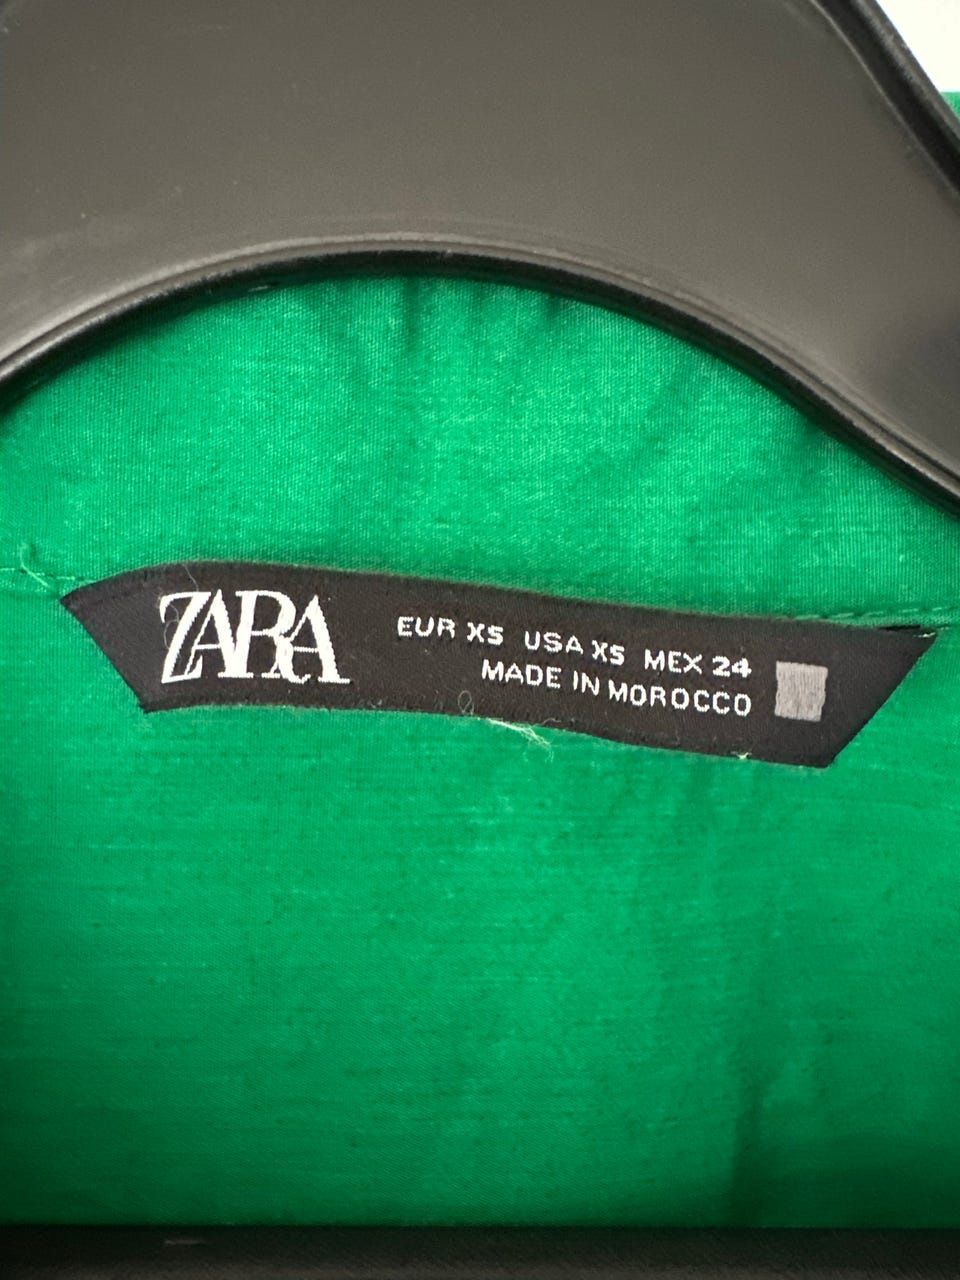 ZARA
EUR XS USA XS MEX 24
MADE IN MOROCCO